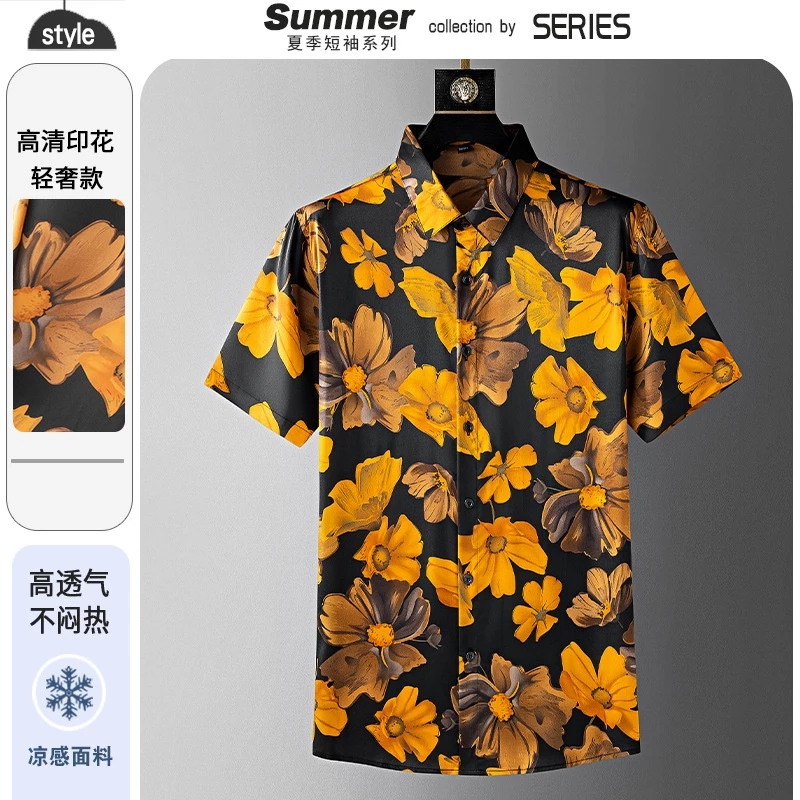 style
Summer
夏季短袖系列
collection by
SERIES
高清印花
轻奢款
高透气
不闷热
凉感面料